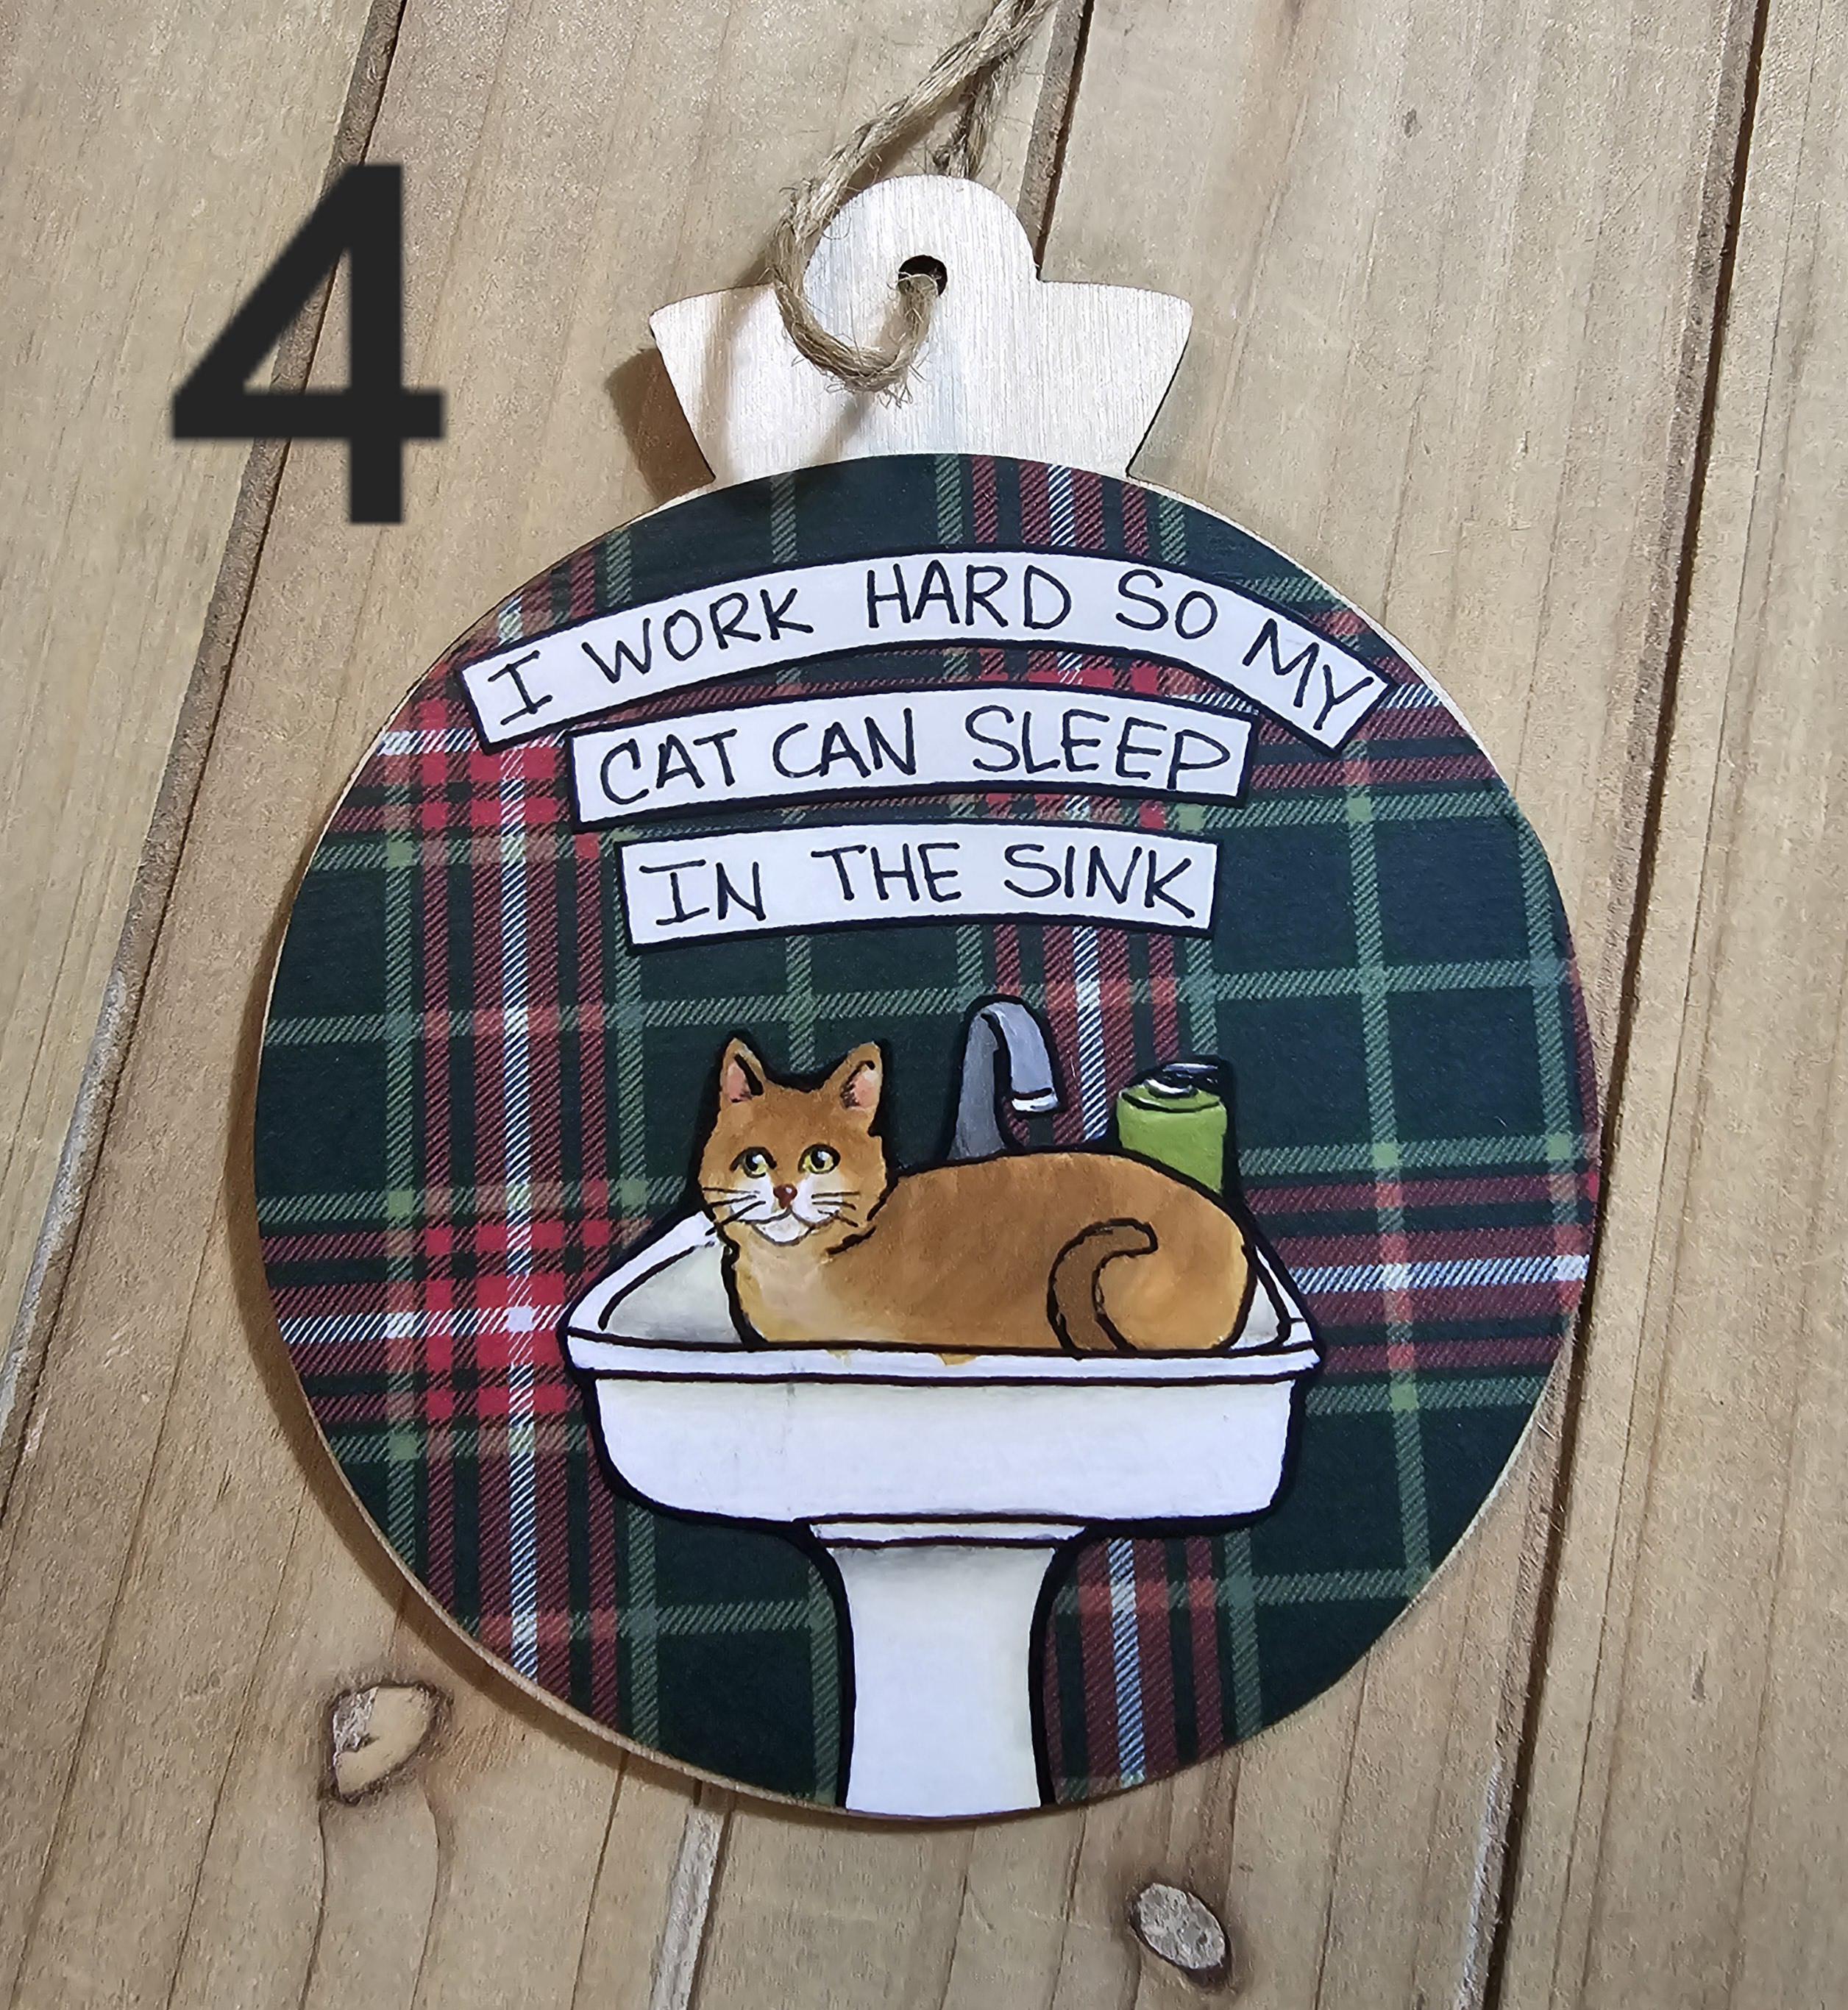 4
I WORK HARD SO MY
CAT CAN SLEEP
IN THE SINK